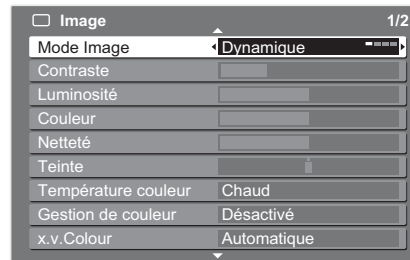 Image 1/2
Mode Image Dynamique
Contraste
Luminosité
Couleur
Netteté
Teinte
Température couleur Chaud
Gestion de couleur Désactivé
x.v.Colour Automatique